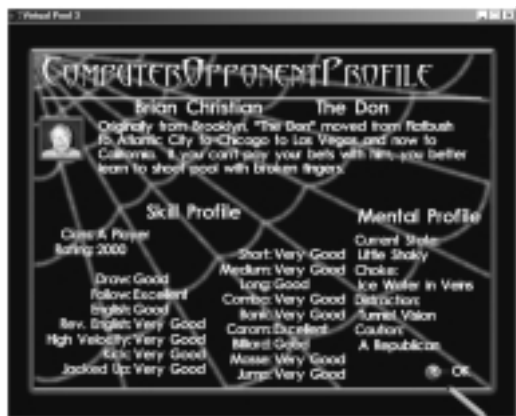 Virtual Pool 3
COMPUTER OPPONENT PROFILE
Brian Christian The Don
Originally from Brooklyn, "The Don" moved from Flatbush
to Atlantic City to Chicago to Las Vegas and now to
California. If you can't pay your bets with him, you better
learn to shoot pool with broken fingers.
Skill Profile
Class: A Player
Rating: 2000
Draw: Good
Follow: Excellent
English: Good
Rev. English: Very Good
High Velocity: Very Good
Kick: Very Good
Jacked Up: Very Good
Short: Very Good
Medium: Very Good
Long: Good
Combo: Very Good
Bank: Very Good
Carom: Excellent
Billiard: Good
Masse: Very Good
Jump: Very Good
Mental Profile
Current State:
Little Shaky
Choke:
Ice Water in Veins
Distraction:
Tunnel Vision
Caution:
A Republican
OK